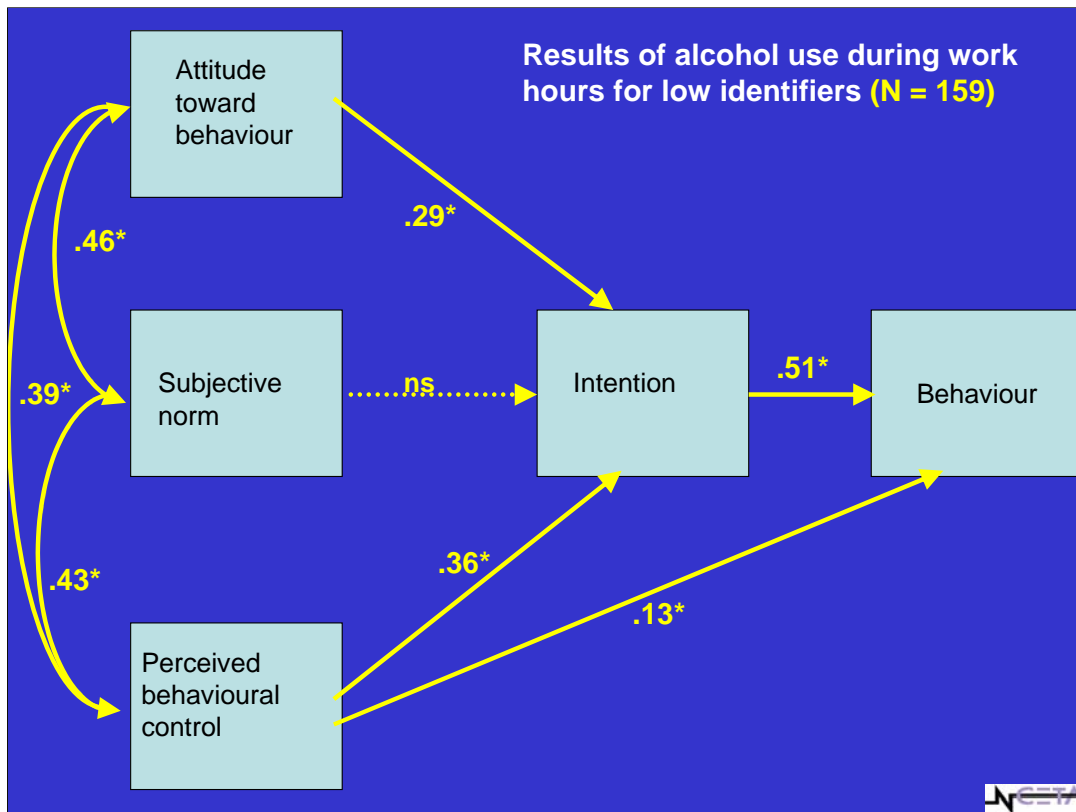 Results of alcohol use during work
hours for low identifiers (N = 159)
Attitude
toward
behaviour
.29*
.46*
Subjective
norm
ns
Intention
.51*
Behaviour
.39*
.43*
.36*
.13*
Perceived
behavioural
control
NCETA